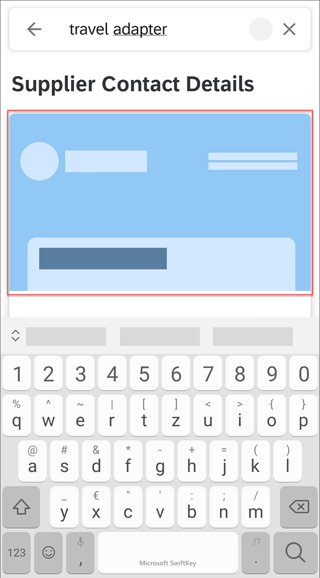 travel adapter
Supplier Contact Details
1 2 3 4 5 6 7 8 9 0
% ^ ~ | [ ] < > { }
q w e r t z u i o p
@ # & * - + = ( )
a s d f g h j k l
_ € " ' : ; /
y x c v b n m
123 , Microsoft SwiftKey .
,!?